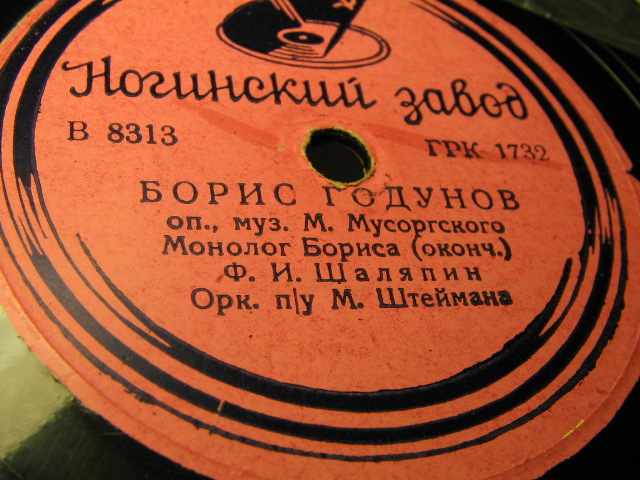 Ногинский завод
В 8313 ГРК 1732
БОРИС ГОДУНОВ
оп., муз. М. Мусоргского
Монолог Бориса (оконч.)
Ф. И. Шаляпин
Орк. п/у М. Штеймана